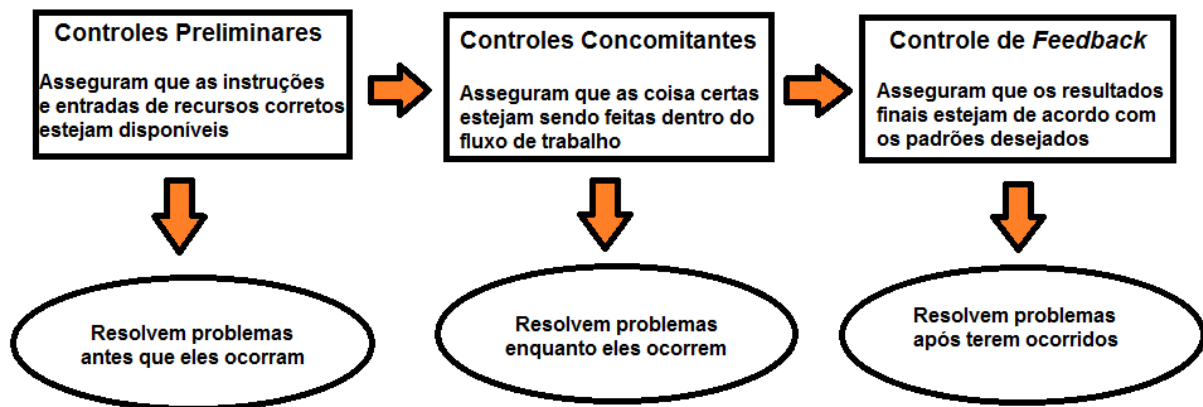 Controles Preliminares
Asseguram que as instruções
e entradas de recursos corretos
estejam disponíveis
Controles Concomitantes
Asseguram que as coisa certas
estejam sendo feitas dentro do
fluxo de trabalho
Controle de Feedback
Asseguram que os resultados
finais estejam de acordo com
os padrões desejados
Resolvem problemas
antes que eles ocorram
Resolvem problemas
enquanto eles ocorrem
Resolvem problemas
após terem ocorridos